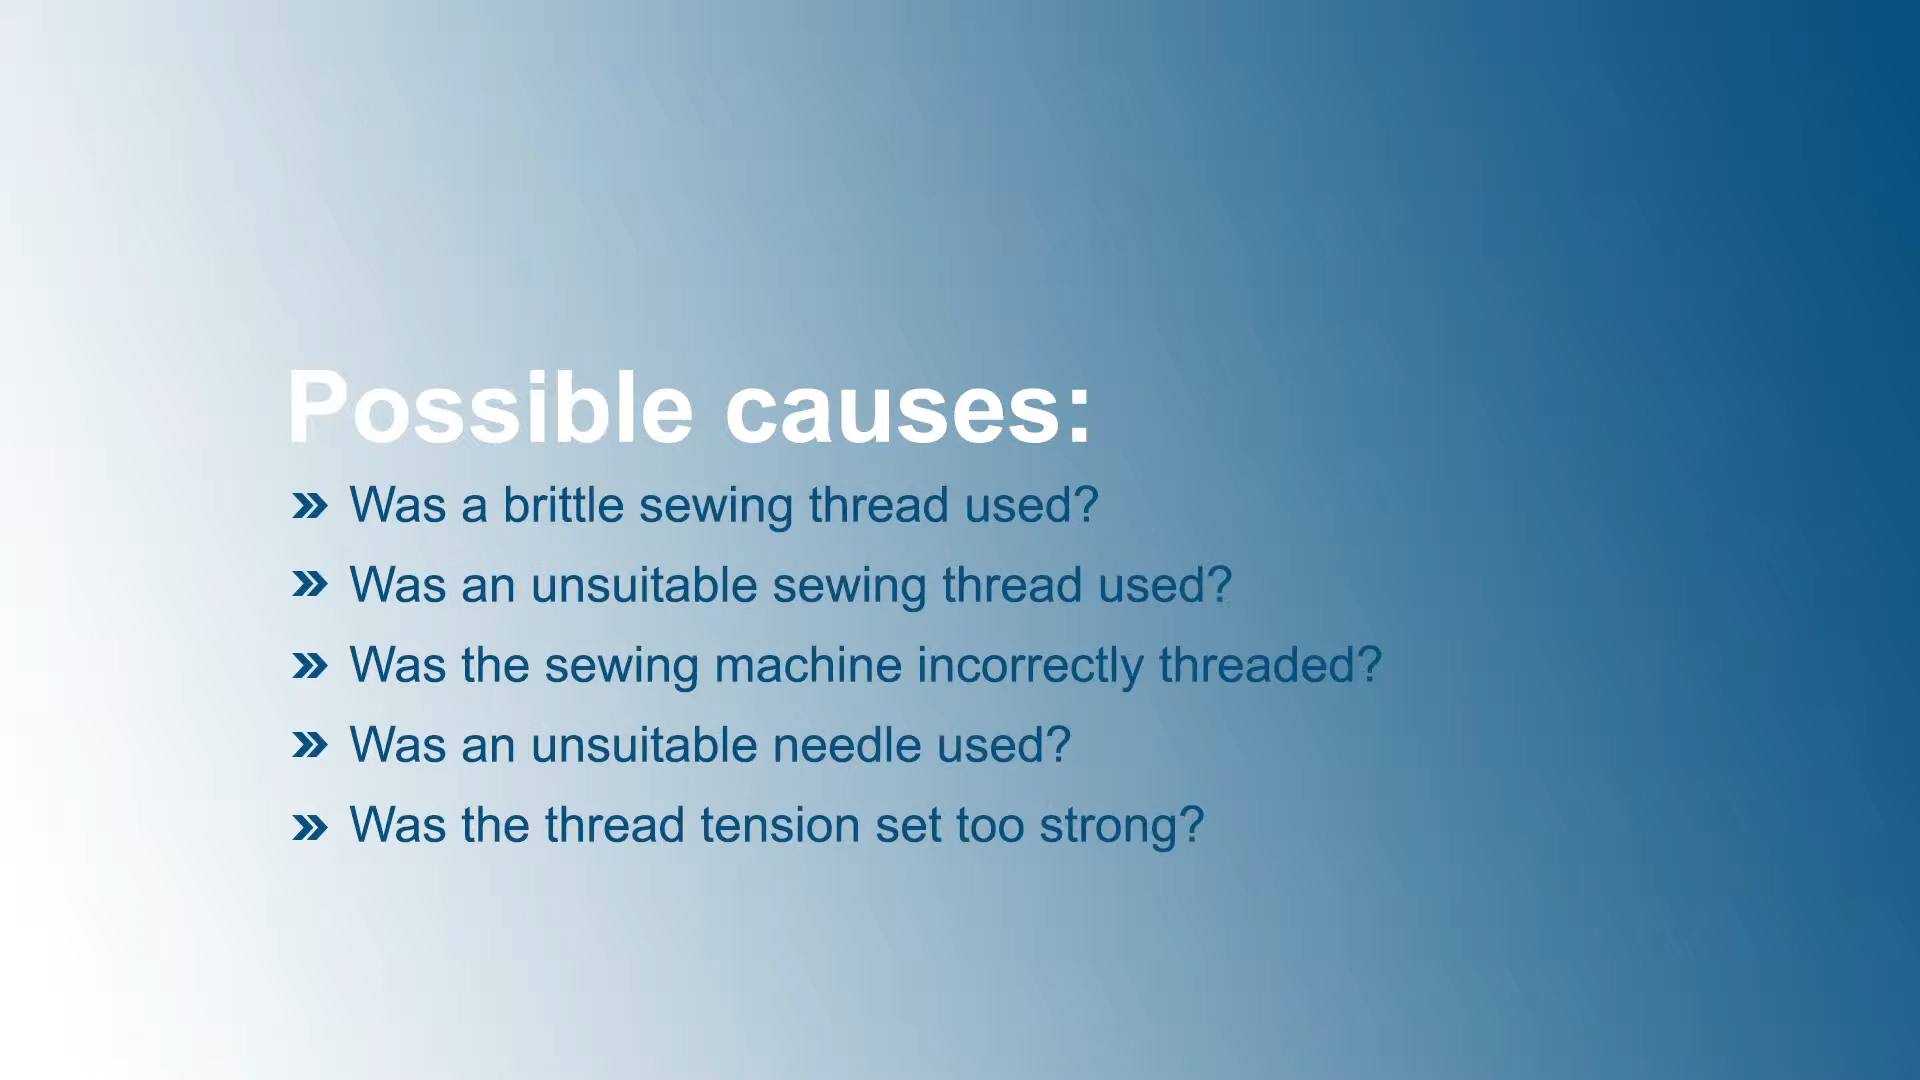 Possible causes:
» Was a brittle sewing thread used?
» Was an unsuitable sewing thread used?
» Was the sewing machine incorrectly threaded?
» Was an unsuitable needle used?
» Was the thread tension set too strong?